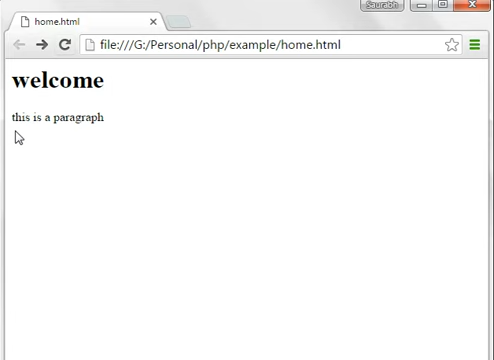 Saurabh
home.html
file:///G:/Personal/php/example/home.html
welcome
this is a paragraph